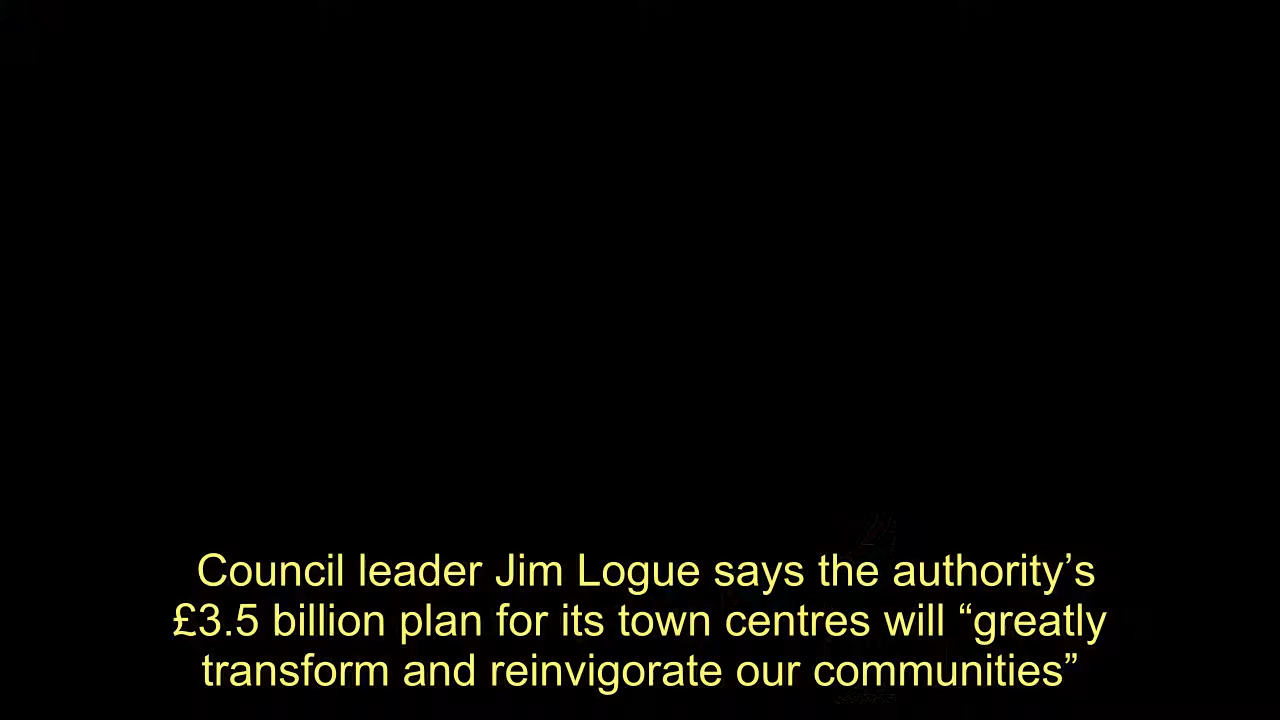 Council leader Jim Logue says the authority’s
£3.5 billion plan for its town centres will “greatly
transform and reinvigorate our communities”